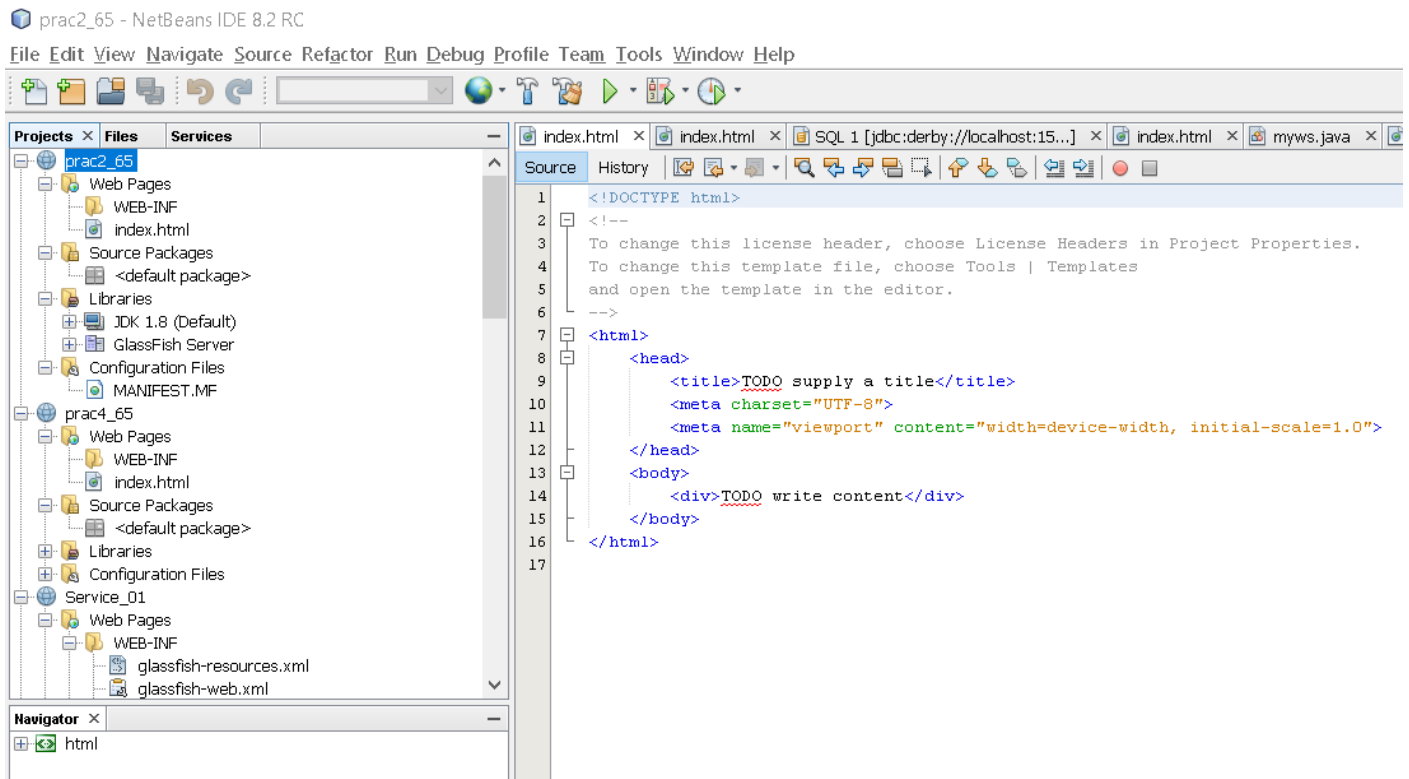 prac2_65 - NetBeans IDE 8.2 RC
File Edit View Navigate Source Refactor Run Debug Profile Team Tools Window Help
Projects Files Services
prac2_65
Web Pages
WEB-INF
index.html
Source Packages
<default package>
Libraries
JDK 1.8 (Default)
GlassFish Server
Configuration Files
MANIFEST.MF
prac4_65
Web Pages
WEB-INF
index.html
Source Packages
<default package>
Libraries
Configuration Files
Service_01
Web Pages
WEB-INF
glassfish-resources.xml
glassfish-web.xml
Navigator
html
index.html index.html SQL 1 [jdbc:derby://localhost:15...] index.html myws.java
Source History
1 <!DOCTYPE html>
2 <!--
3 To change this license header, choose License Headers in Project Properties.
4 To change this template file, choose Tools | Templates
5 and open the template in the editor.
6 -->
7 <html>
8 <head>
9 <title>TODO supply a title</title>
10 <meta charset="UTF-8">
11 <meta name="viewport" content="width=device-width, initial-scale=1.0">
12 </head>
13 <body>
14 <div>TODO write content</div>
15 </body>
16 </html>
17